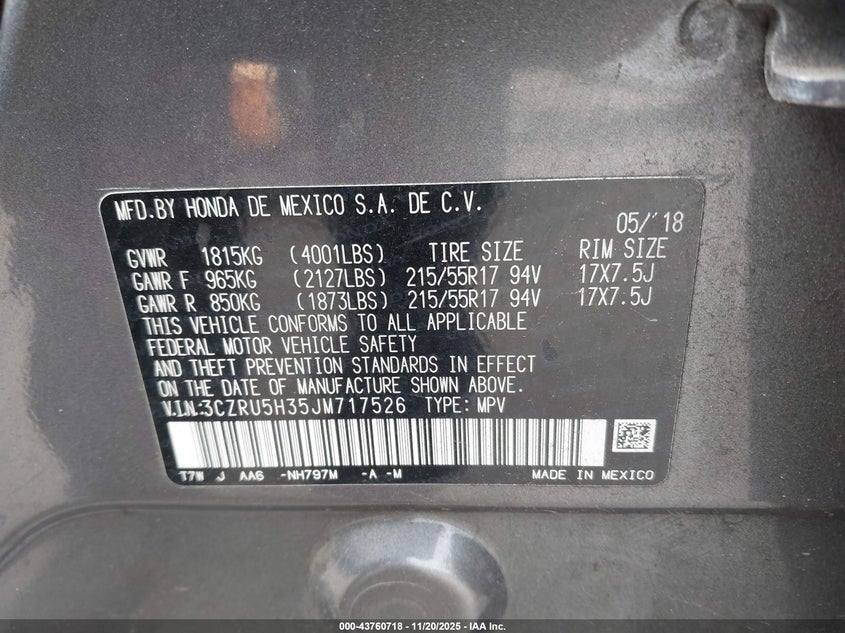 MFD.BY HONDA DE MEXICO S.A. DE C.V.
05/'18
GVWR 1815KG (4001LBS) TIRE SIZE RIM SIZE
GAWR F 965KG (2127LBS) 215/55R17 94V 17X7.5J
GAWR R 850KG (1873LBS) 215/55R17 94V 17X7.5J
THIS VEHICLE CONFORMS TO ALL APPLICABLE
FEDERAL MOTOR VEHICLE SAFETY
AND THEFT PREVENTION STANDARDS IN EFFECT
ON THE DATE OF MANUFACTURE SHOWN ABOVE.
V.I.N.:3CZRU5H35JM717526 TYPE: MPV
T7W J AA6 -NH797M -A -M MADE IN MEXICO
000-43760718 - 11/20/2025 - IAA Inc.